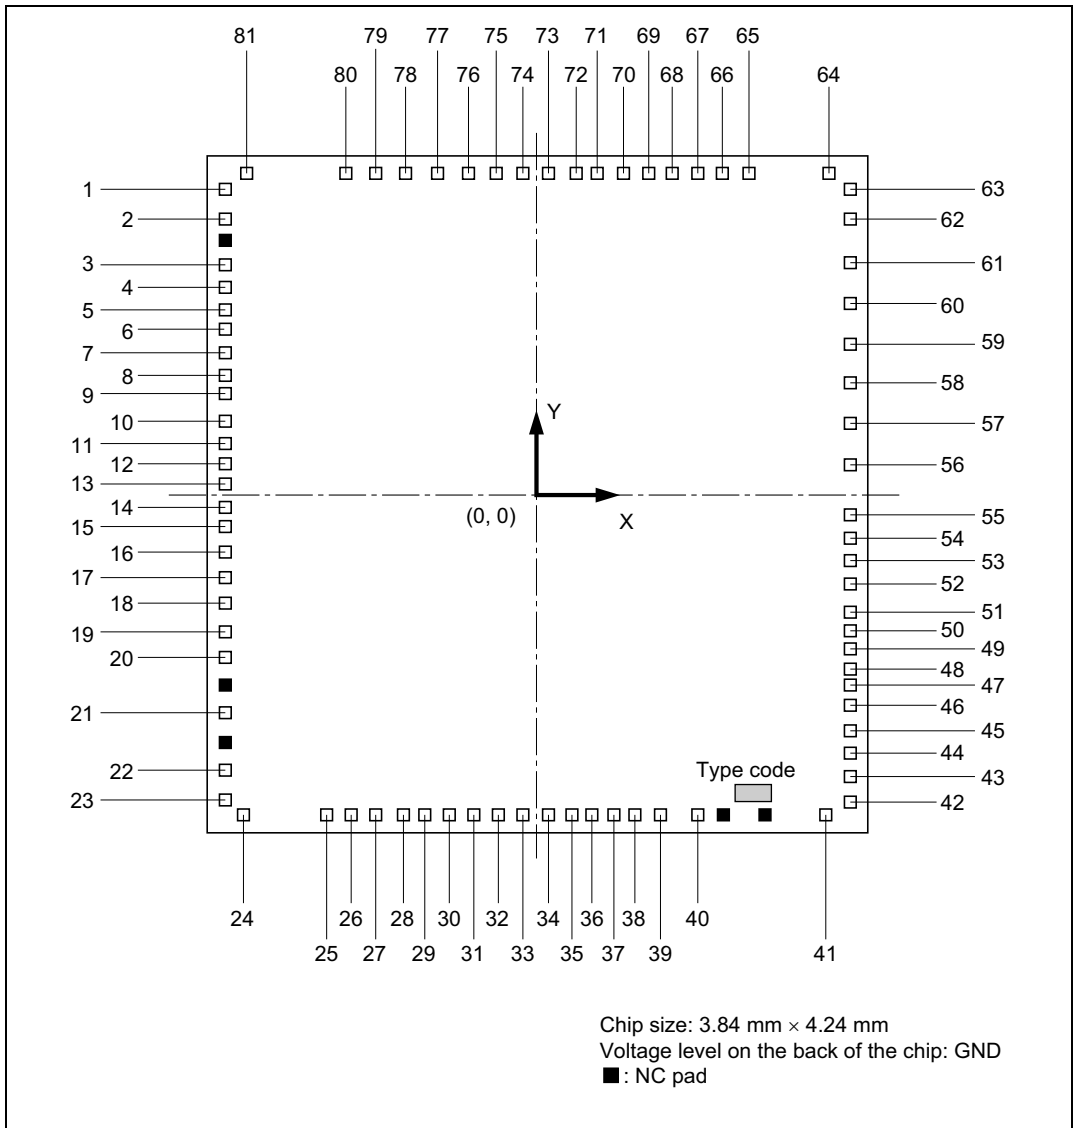 81 79 77 75 73 71 69 67 65
80 78 76 74 72 70 68 66 64
1 63
2 62
3 61
4
5 60
6
7 59
8 58
9
10 57
11
12 56
13
14 55
15 54
16 53
17 52
18 51
19 50
20 49
48
47
21 46
45
22 44
23 43
42
Y
(0, 0) X
Type code
24 26 28 30 32 34 36 38 40
25 27 29 31 33 35 37 39 41
Chip size: 3.84 mm × 4.24 mm
Voltage level on the back of the chip: GND
: NC pad